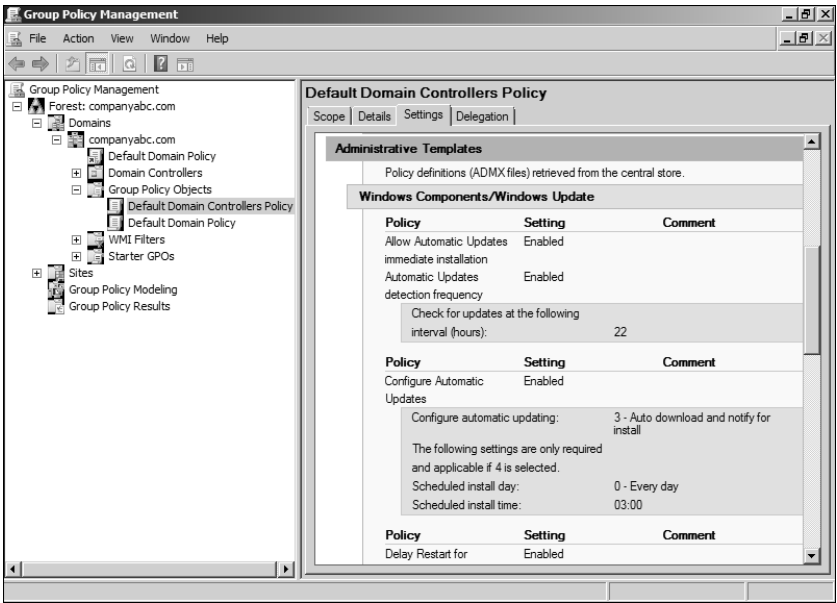 Group Policy Management
File Action View Window Help
Group Policy Management
Forest: companyabc.com
Domains
companyabc.com
Default Domain Policy
Domain Controllers
Group Policy Objects
Default Domain Controllers Policy
Default Domain Policy
WMI Filters
Starter GPOs
Sites
Group Policy Modeling
Group Policy Results
Default Domain Controllers Policy
Scope Details Settings Delegation
Administrative Templates
Policy definitions (ADMX files) retrieved from the central store.
Windows Components/Windows Update
Policy Setting Comment
Allow Automatic Updates Enabled
immediate installation
Automatic Updates Enabled
detection frequency
Check for updates at the following
interval (hours): 22
Policy Setting Comment
Configure Automatic Enabled
Updates
Configure automatic updating: 3 - Auto download and notify for
install
The following settings are only required
and applicable if 4 is selected.
Scheduled install day: 0 - Every day
Scheduled install time: 03:00
Policy Setting Comment
Delay Restart for Enabled